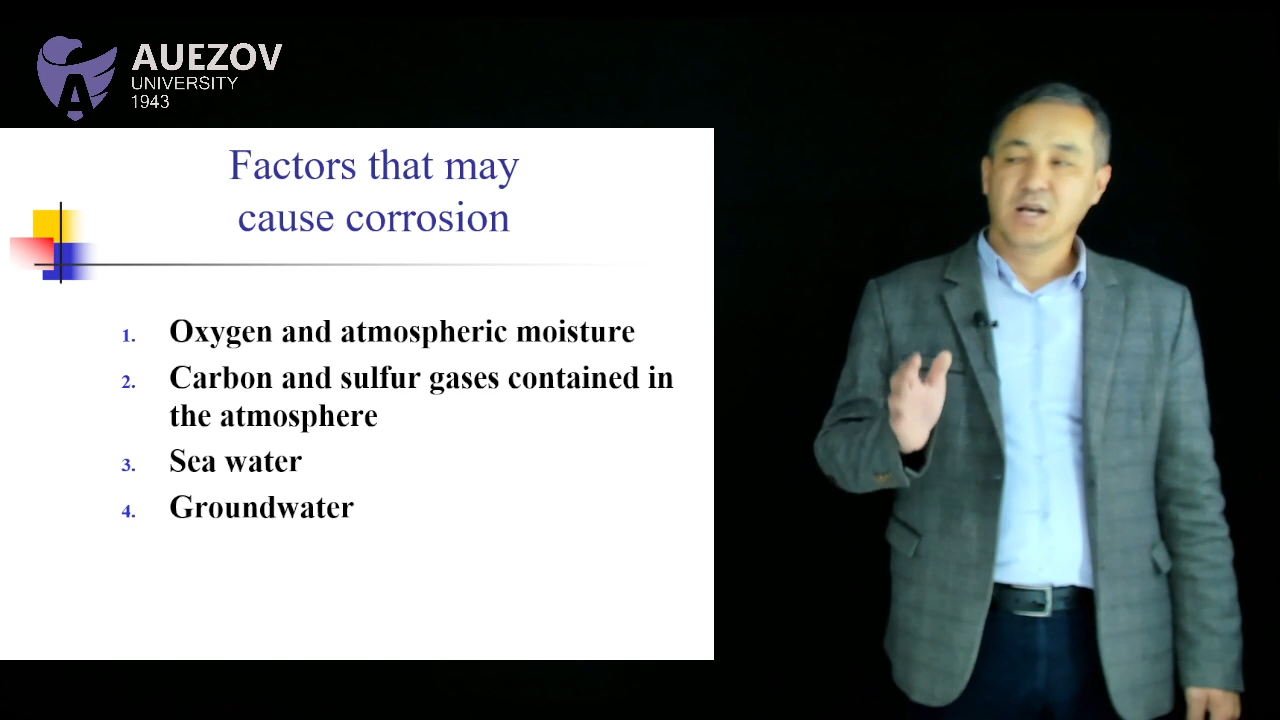 AUEZOV
UNIVERSITY
1943
Factors that may
cause corrosion
1. Oxygen and atmospheric moisture
2. Carbon and sulfur gases contained in
the atmosphere
3. Sea water
4. Groundwater